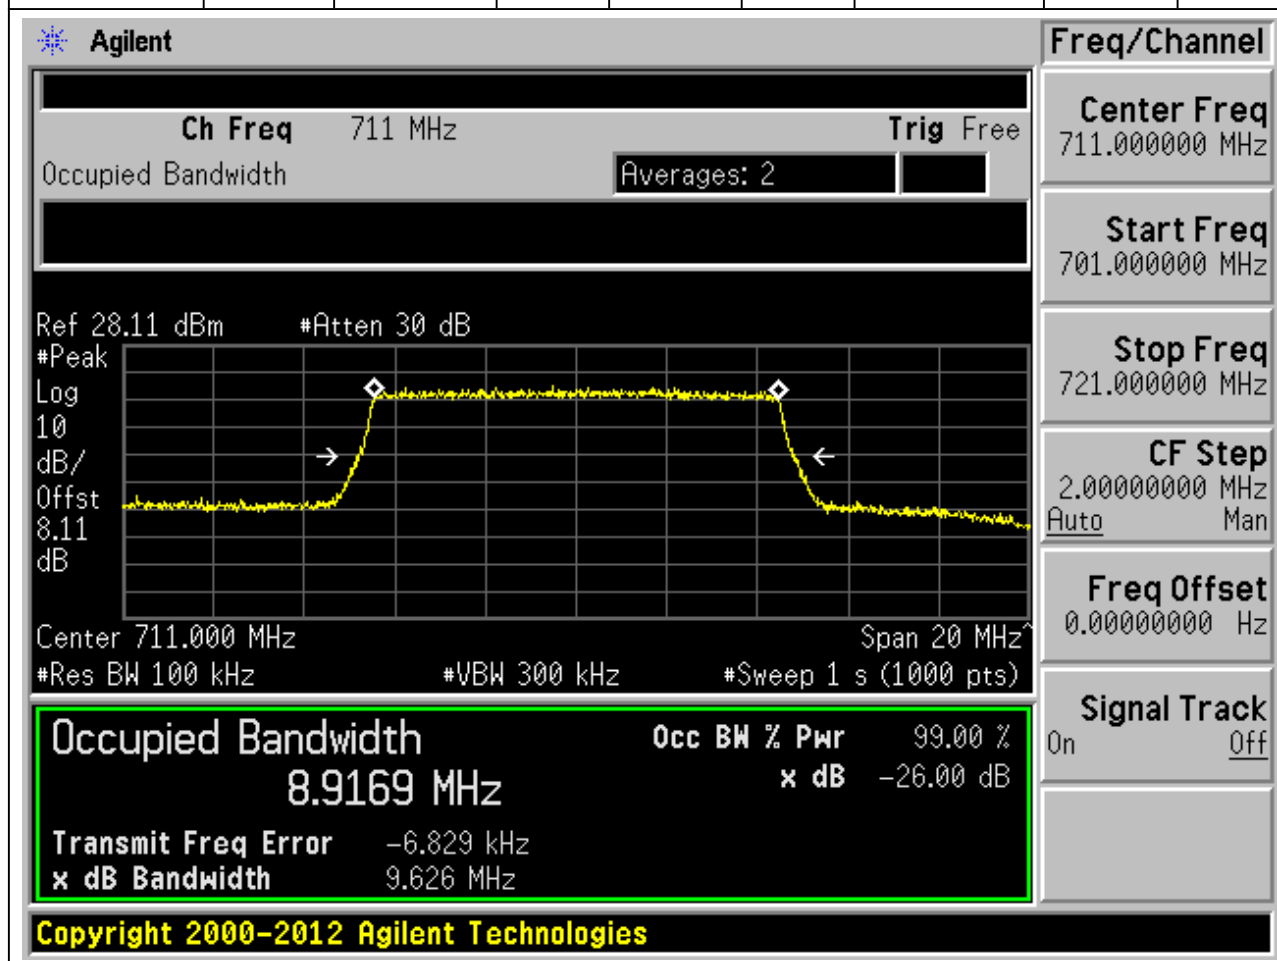 Agilent
Freq/Channel
Ch Freq 711 MHz Trig Free
Occupied Bandwidth Averages: 2
Ref 28.11 dBm #Atten 30 dB
#Peak
Log
10
dB/
Offst
8.11
dB
Center 711.000 MHz Span 20 MHz^
#Res BW 100 kHz #VBW 300 kHz #Sweep 1 s (1000 pts)
Occupied Bandwidth
8.9169 MHz
Occ BW % Pwr 99.00 %
x dB -26.00 dB
Transmit Freq Error -6.829 kHz
x dB Bandwidth 9.626 MHz
Copyright 2000-2012 Agilent Technologies
Center Freq
711.000000 MHz
Start Freq
701.000000 MHz
Stop Freq
721.000000 MHz
CF Step
2.00000000 MHz
Auto Man
Freq Offset
0.00000000 Hz
Signal Track
On Off